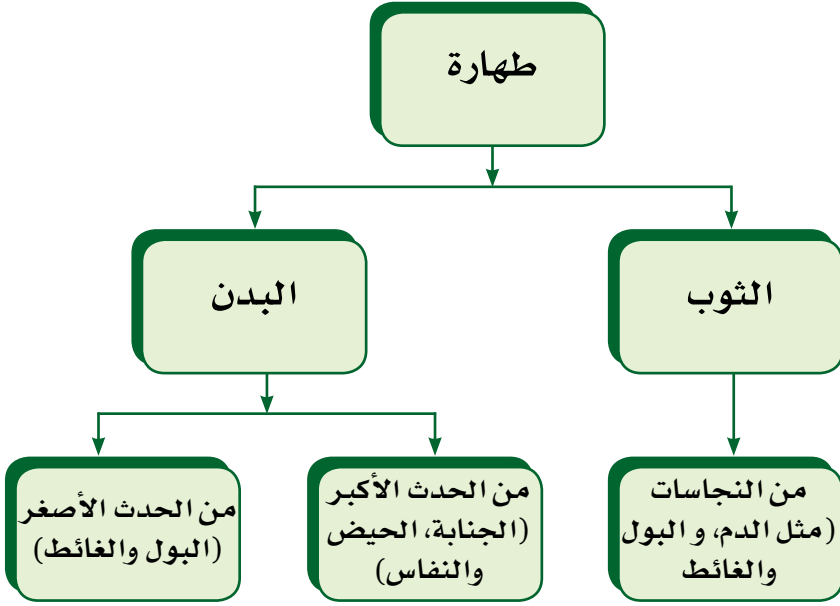 طهارة
الثوب
البدن
من النجاسات
(مثل الدم، و البول
والغائط
من الحدث الأكبر
(الجنابة، الحيض
والنفاس)
من الحدث الأصغر
(البول والغائط)